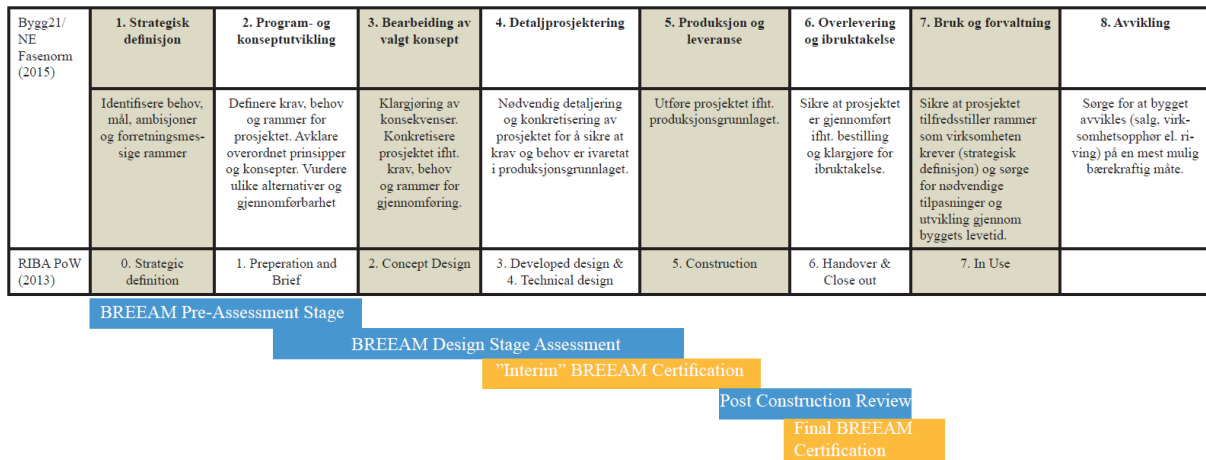 Bygg21/
NE
Fasenorm
(2015)
1. Strategisk
definisjon
2. Program- og
konseptutvikling
3. Bearbeiding av
valgt konsept
4. Detaljprosjektering
5. Produksjon og
leveranse
6. Overlevering
og ibruktakelse
7. Bruk og forvaltning
8. Avvikling
Identifisere behov,
mål, ambisjoner
og forretningsmes-
sige rammer
Definere krav, behov
og rammer for
prosjektet. Avklare
overordnet prinsipper
og konsepter. Vurdere
ulike alternativer og
gjennomførbarhet
Klargjøring av
konsekvenser.
Konkretisere
prosjektet ifht.
krav, behov
og rammer for
gjennomføring.
Nødvendig detaljering
og konkretisering av
prosjektet for å sikre at
krav og behov er ivaretat
i produksjonsgrunnlaget.
Utføre prosjektet ifht.
produksjonsgrunnlaget.
Sikre at prosjektet
er gjennomført
ifht. bestilling
og klargjøre for
ibruktakelse.
Sikre at prosjektet
tilfredsstiller rammer
som virksomheten
krever (strategisk
definisjon) og sørge
for nødvendige
tilpasninger og
utvikling gjennom
byggets levetid.
Sørge for at bygget
avvikles (salg, virk-
somhetsopphør el. ri-
ving) på en mest mulig
bærekraftig måte.
RIBA PoW
(2013)
0. Strategic
definition
1. Preperation and
Brief
2. Concept Design
3. Developed design &
4. Technical design
5. Construction
6. Handover &
Close out
7. In Use
BREEAM Pre-Assessment Stage
BREEAM Design Stage Assessment
”Interim” BREEAM Certification
Post Construction Review
Final BREEAM
Certification